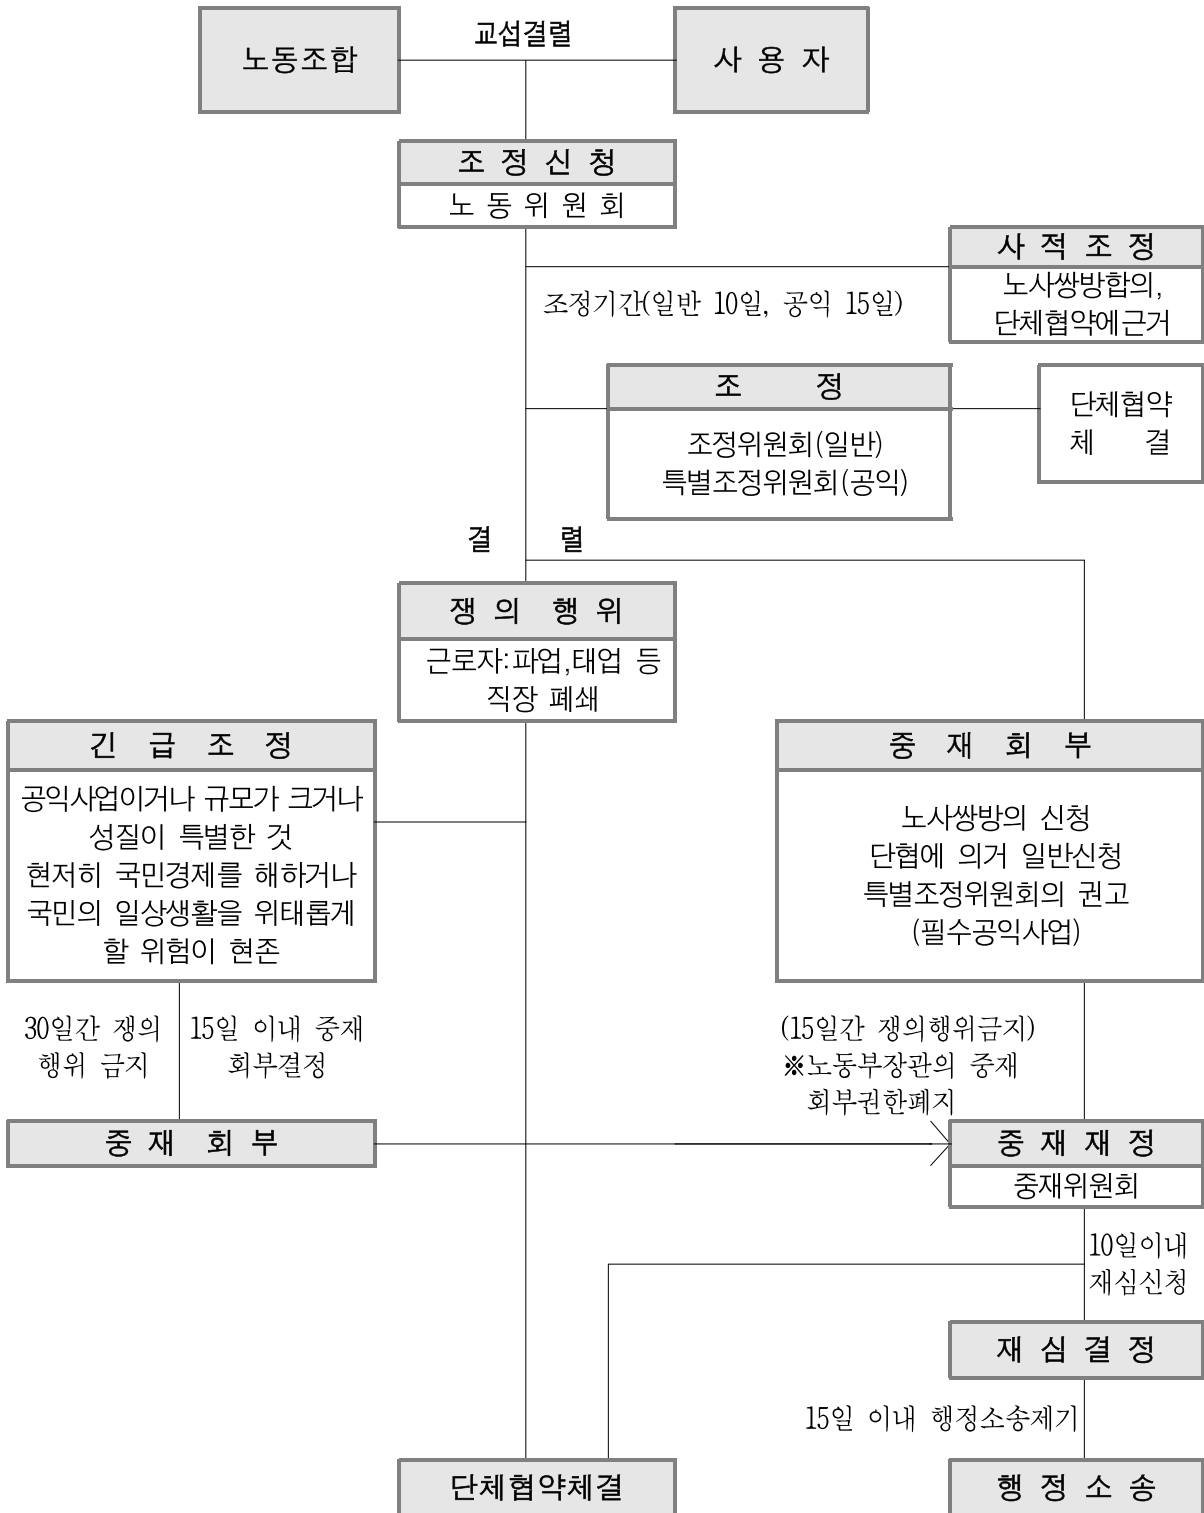 교섭결렬
노동조합
사 용 자
조 정 신 청
노 동 위 원 회
사 적 조 정
노사쌍방합의,
단체협약에근거
조정기간(일반 10일, 공익 15일)
조 정
조정위원회(일반)
특별조정위원회(공익)
단체협약
체 결
결 렬
쟁 의 행 위
근로자:파업,태업 등
직장 폐쇄
긴 급 조 정
공익사업이거나 규모가 크거나
성질이 특별한 것
현저히 국민경제를 해하거나
국민의 일상생활을 위태롭게
할 위험이 현존
중 재 회 부
노사쌍방의 신청
단협에 의거 일반신청
특별조정위원회의 권고
(필수공익사업)
30일간 쟁의
행위 금지
15일 이내 중재
회부결정
(15일간 쟁의행위금지)
※노동부장관의 중재
회부권한폐지
중 재 회 부
중 재 재 정
중재위원회
10일이내
재심신청
재 심 결 정
15일 이내 행정소송제기
단체협약체결
행 정 소 송